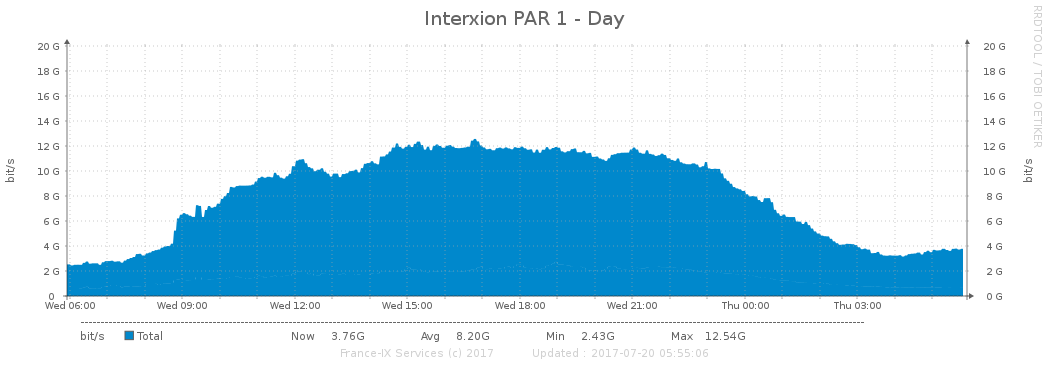 Interxion PAR 1 - Day
RRDTOOL / TOBI OETIKER
bit/s
20 G 20 G
18 G 18 G
16 G 16 G
14 G 14 G
12 G 12 G
10 G 10 G
8 G 8 G
6 G 6 G
4 G 4 G
2 G 2 G
0 0 G
bit/s
Wed 06:00 Wed 09:00 Wed 12:00 Wed 15:00 Wed 18:00 Wed 21:00 Thu 00:00 Thu 03:00
bit/s Total Now 3.76G Avg 8.20G Min 2.43G Max 12.54G
France-IX Services (c) 2017 Updated : 2017-07-20 05:55:06